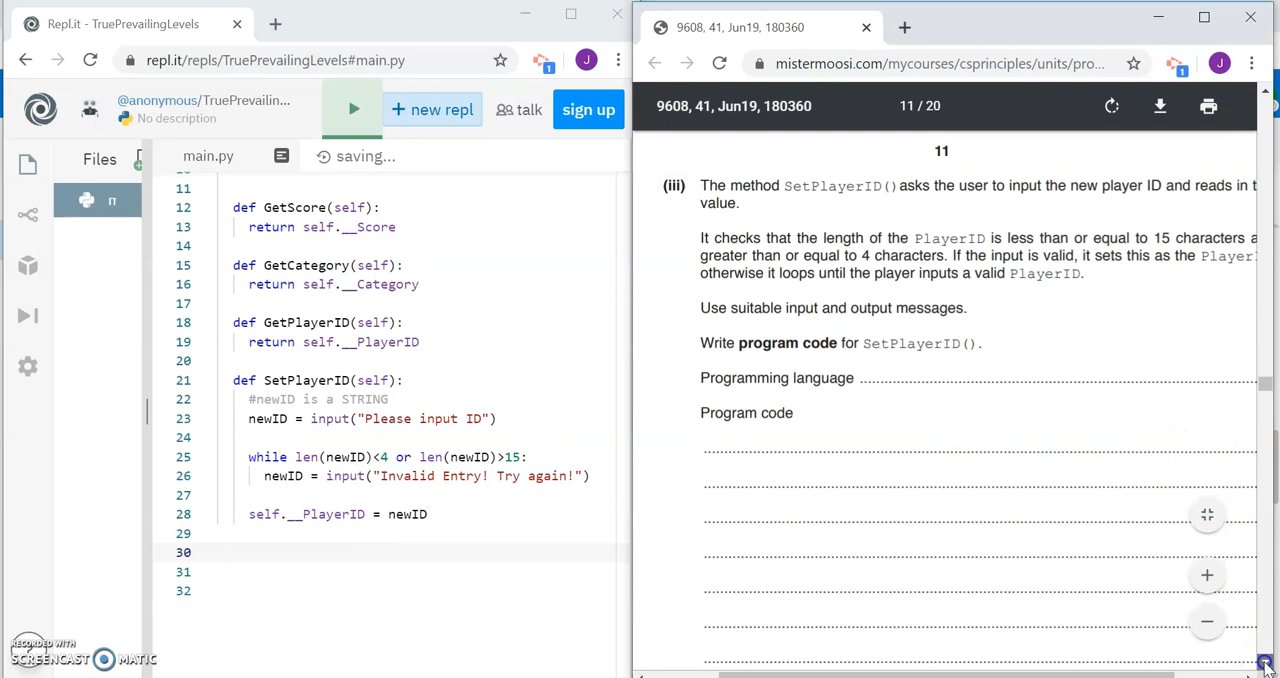 Repl.it - TruePrevailingLevels
repl.it/repls/TruePrevailingLevels#main.py
J
1
@anonymous/TruePrevailin...
No description
+ new repl
talk
sign up
Files
main.py
saving...
11
12 def GetScore(self):
13 return self.__Score
14
15 def GetCategory(self):
16 return self.__Category
17
18 def GetPlayerID(self):
19 return self.__PlayerID
20
21 def SetPlayerID(self):
22 #newID is a STRING
23 newID = input("Please input ID")
24
25 while len(newID)<4 or len(newID)>15:
26 newID = input("Invalid Entry! Try again!")
27
28 self.__PlayerID = newID
29
30
31
32
RECORDED WITH
SCREENCAST MATIC
9608, 41, Jun19, 180360
mistermoosi.com/mycourses/csprinciples/units/pro...
J
1
9608, 41, Jun19, 180360 11 / 20
11
(iii) The method SetPlayerID() asks the user to input the new player ID and reads in t
value.
It checks that the length of the PlayerID is less than or equal to 15 characters a
greater than or equal to 4 characters. If the input is valid, it sets this as the Player
otherwise it loops until the player inputs a valid PlayerID.
Use suitable input and output messages.
Write program code for SetPlayerID().
Programming language
Program code